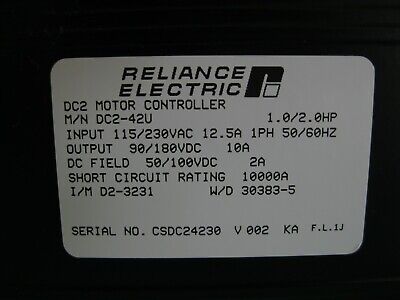 RELIANCE
ELECTRIC
DC2 MOTOR CONTROLLER
M/N DC2-42U 1.0/2.0HP
INPUT 115/230VAC 12.5A 1PH 50/60HZ
OUTPUT 90/180VDC 10A
DC FIELD 50/100VDC 2A
SHORT CIRCUIT RATING 10000A
I/M D2-3231 W/D 30383-5
SERIAL NO. CSDC24230 V 002 KA F.L.1J